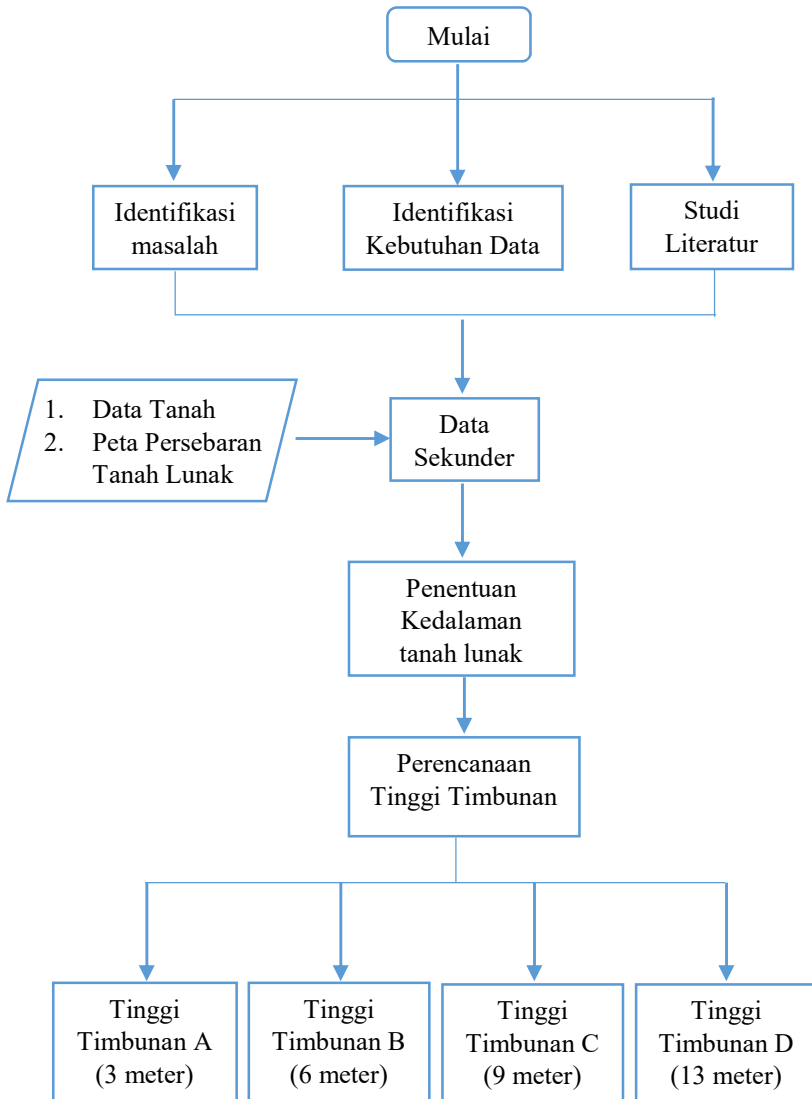 Mulai
Identifikasi
masalah
Identifikasi
Kebutuhan Data
Studi
Literatur
1. Data Tanah
2. Peta Persebaran
Tanah Lunak
Data
Sekunder
Penentuan
Kedalaman
tanah lunak
Perencanaan
Tinggi Timbunan
Tinggi
Timbunan A
(3 meter)
Tinggi
Timbunan B
(6 meter)
Tinggi
Timbunan C
(9 meter)
Tinggi
Timbunan D
(13 meter)